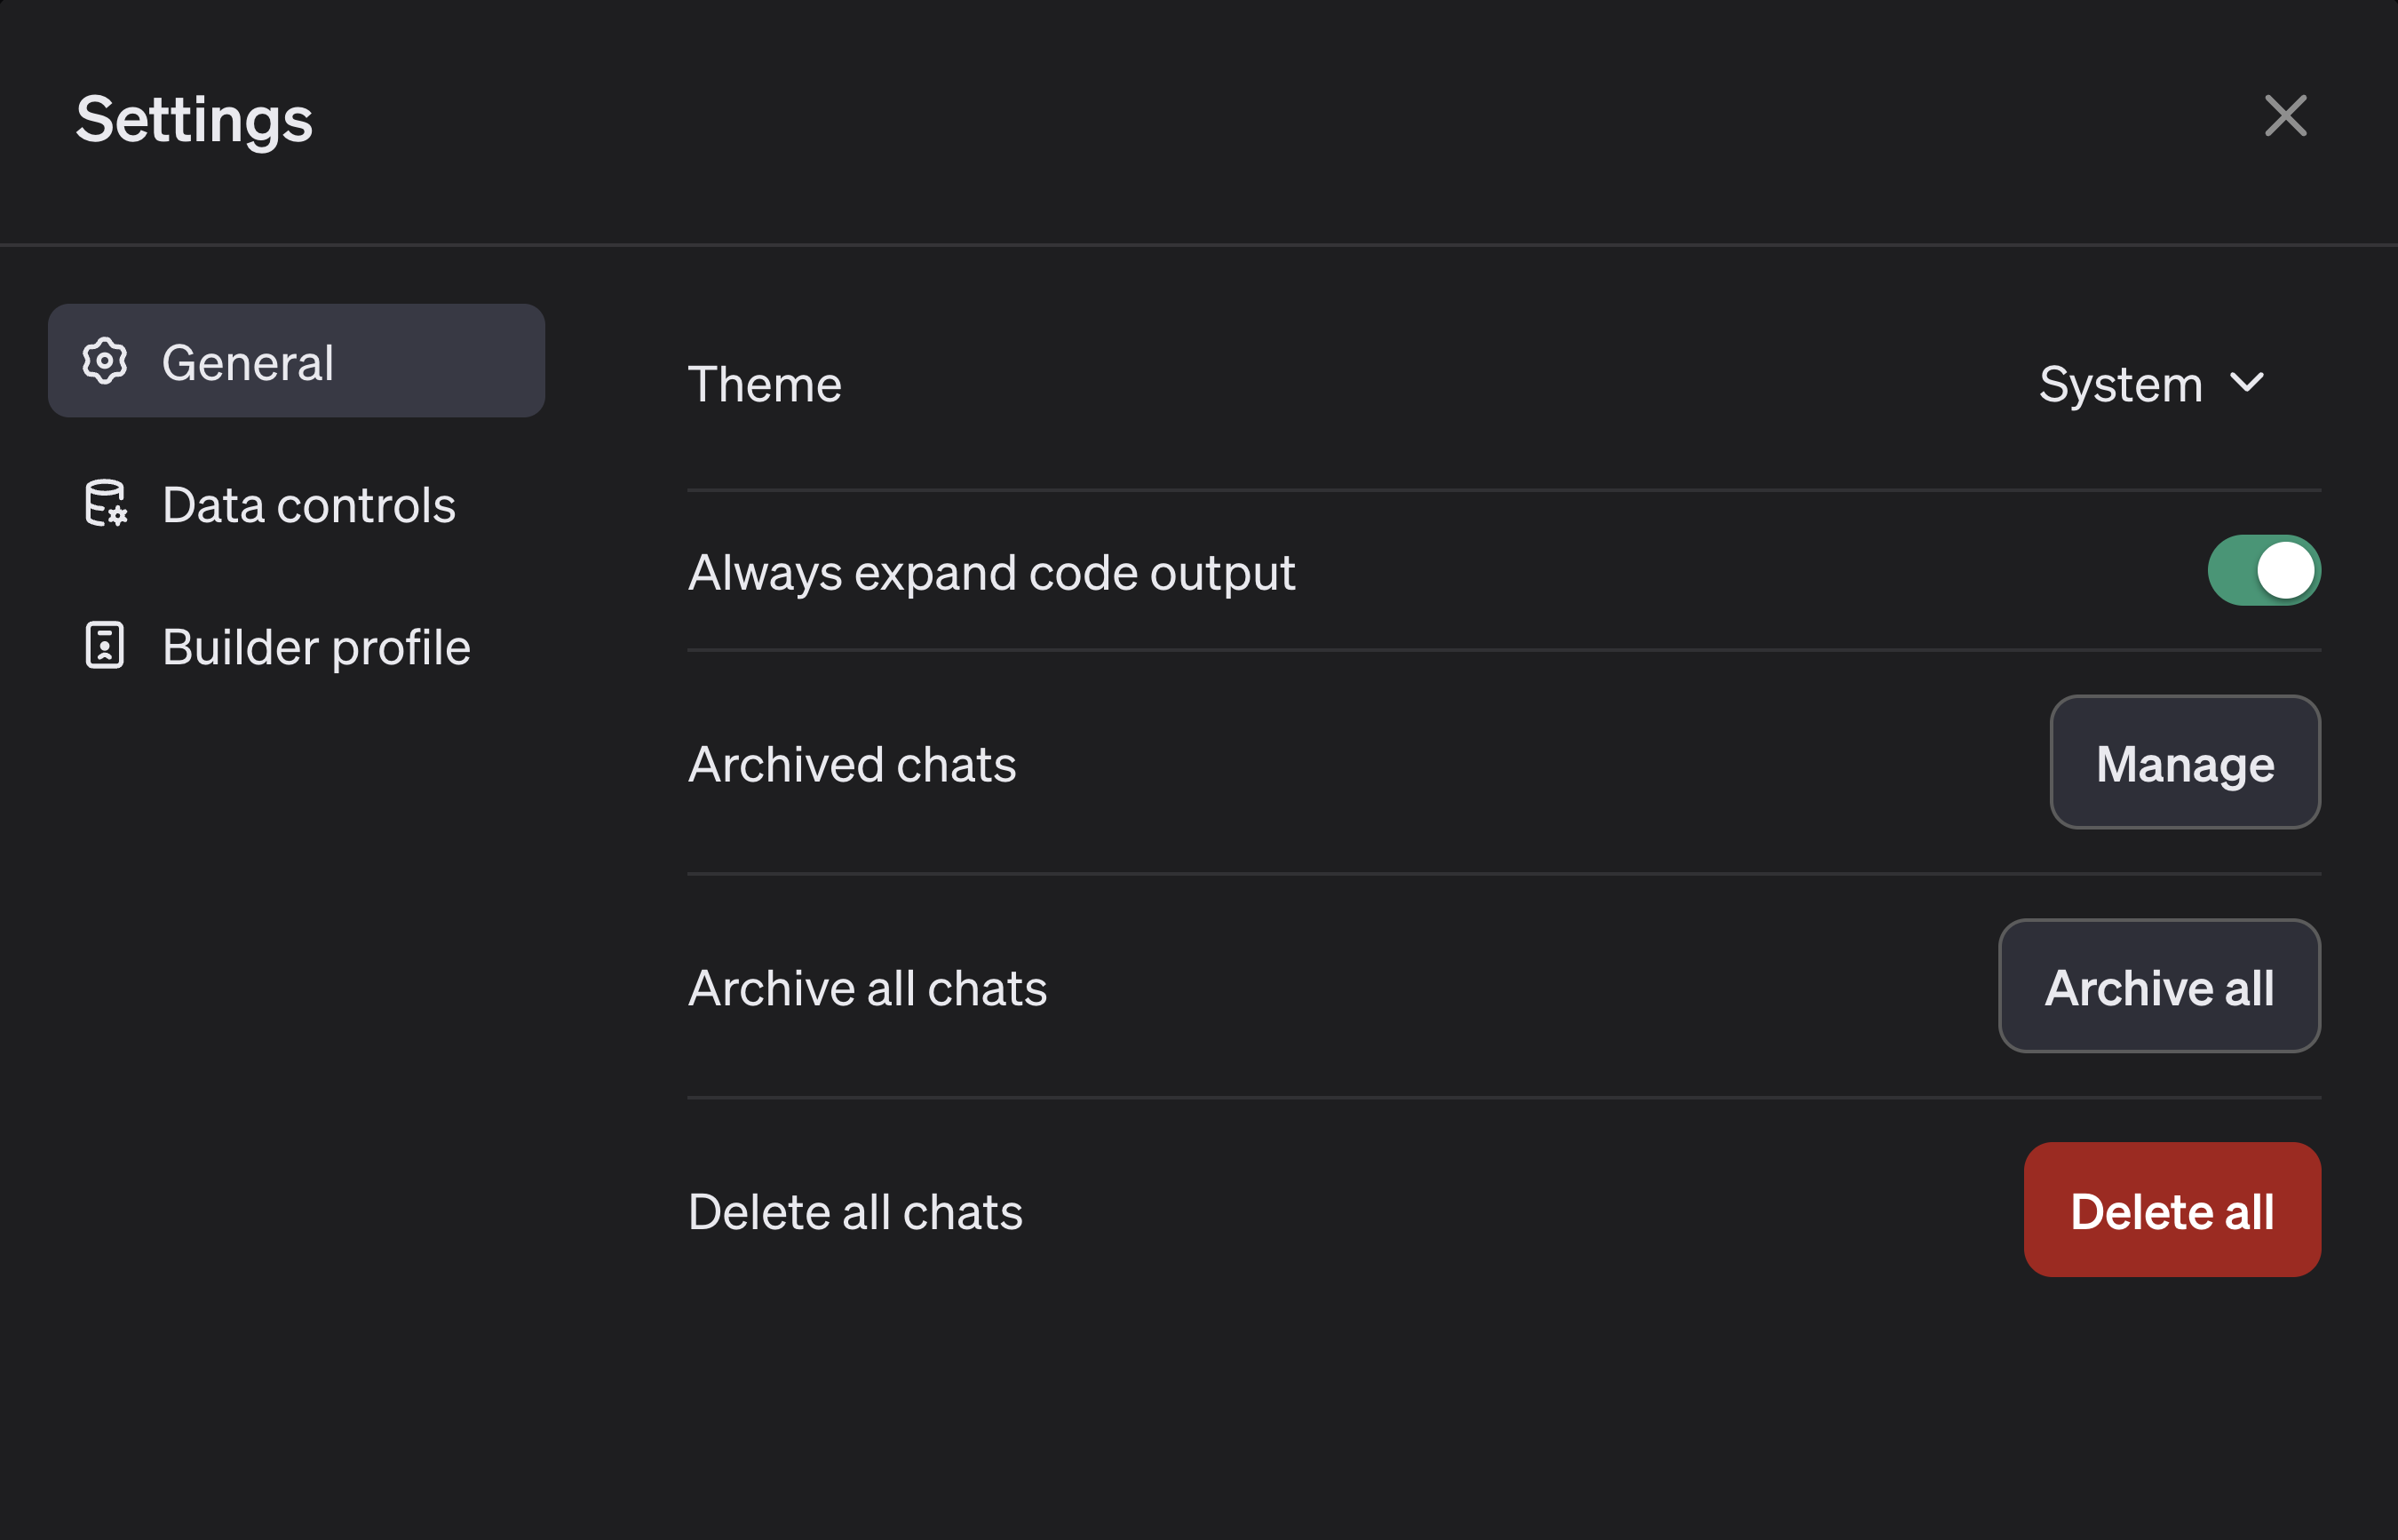 Settings
General
Data controls
Builder profile
Theme
System
Always expand code output
Archived chats
Manage
Archive all chats
Archive all
Delete all chats
Delete all